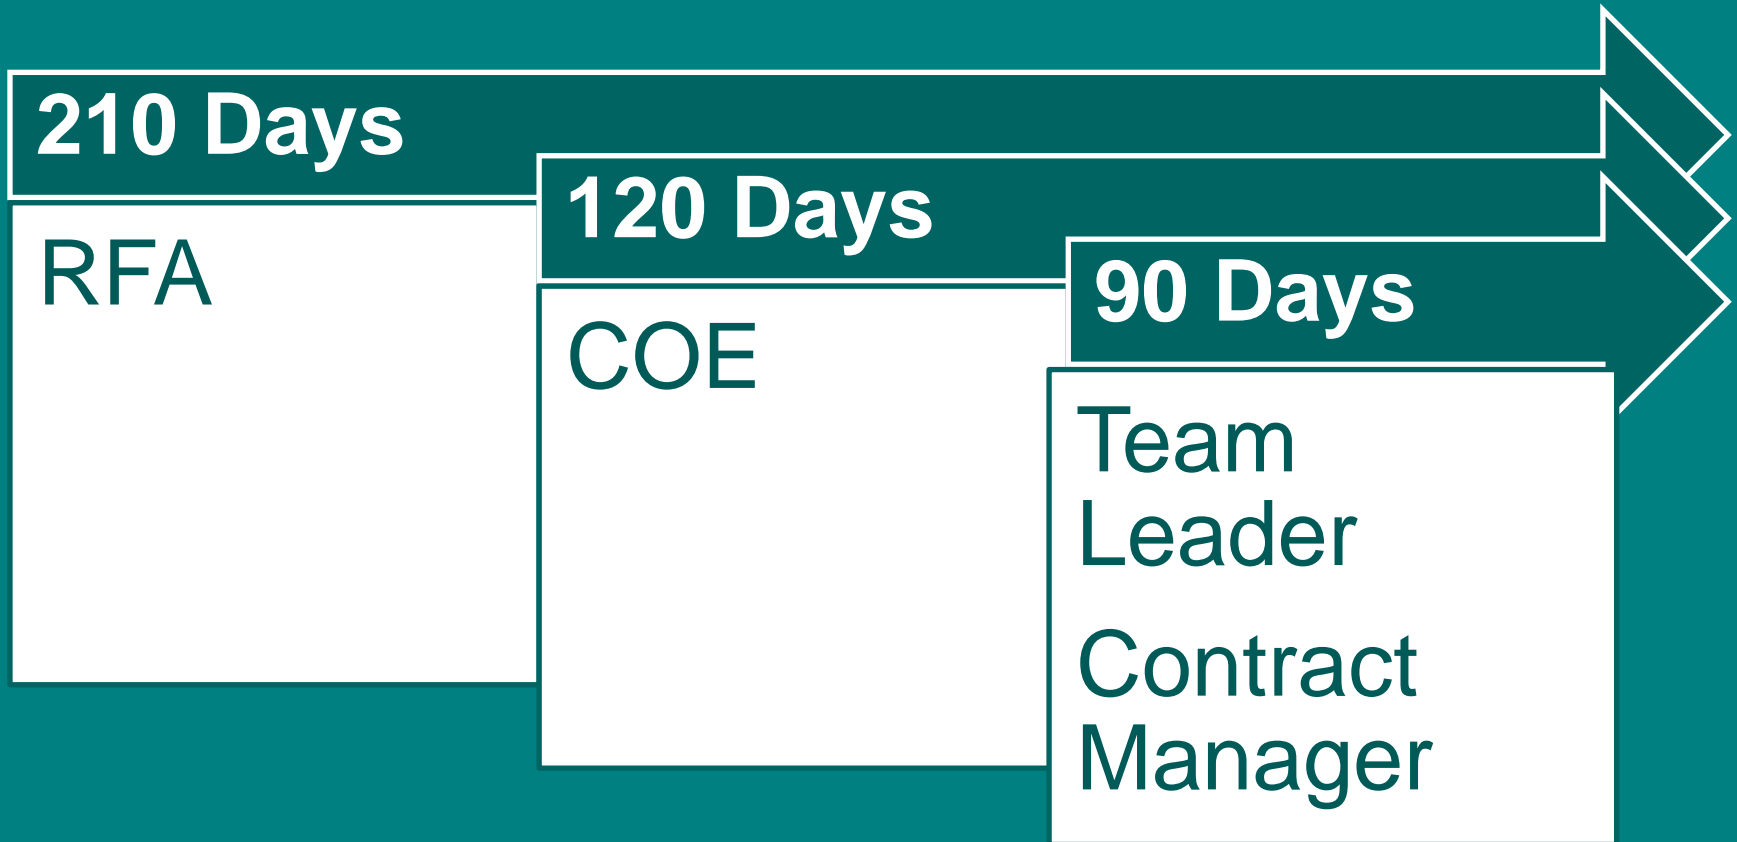 210 Days
RFA
120 Days
COE
90 Days
Team
Leader
Contract
Manager